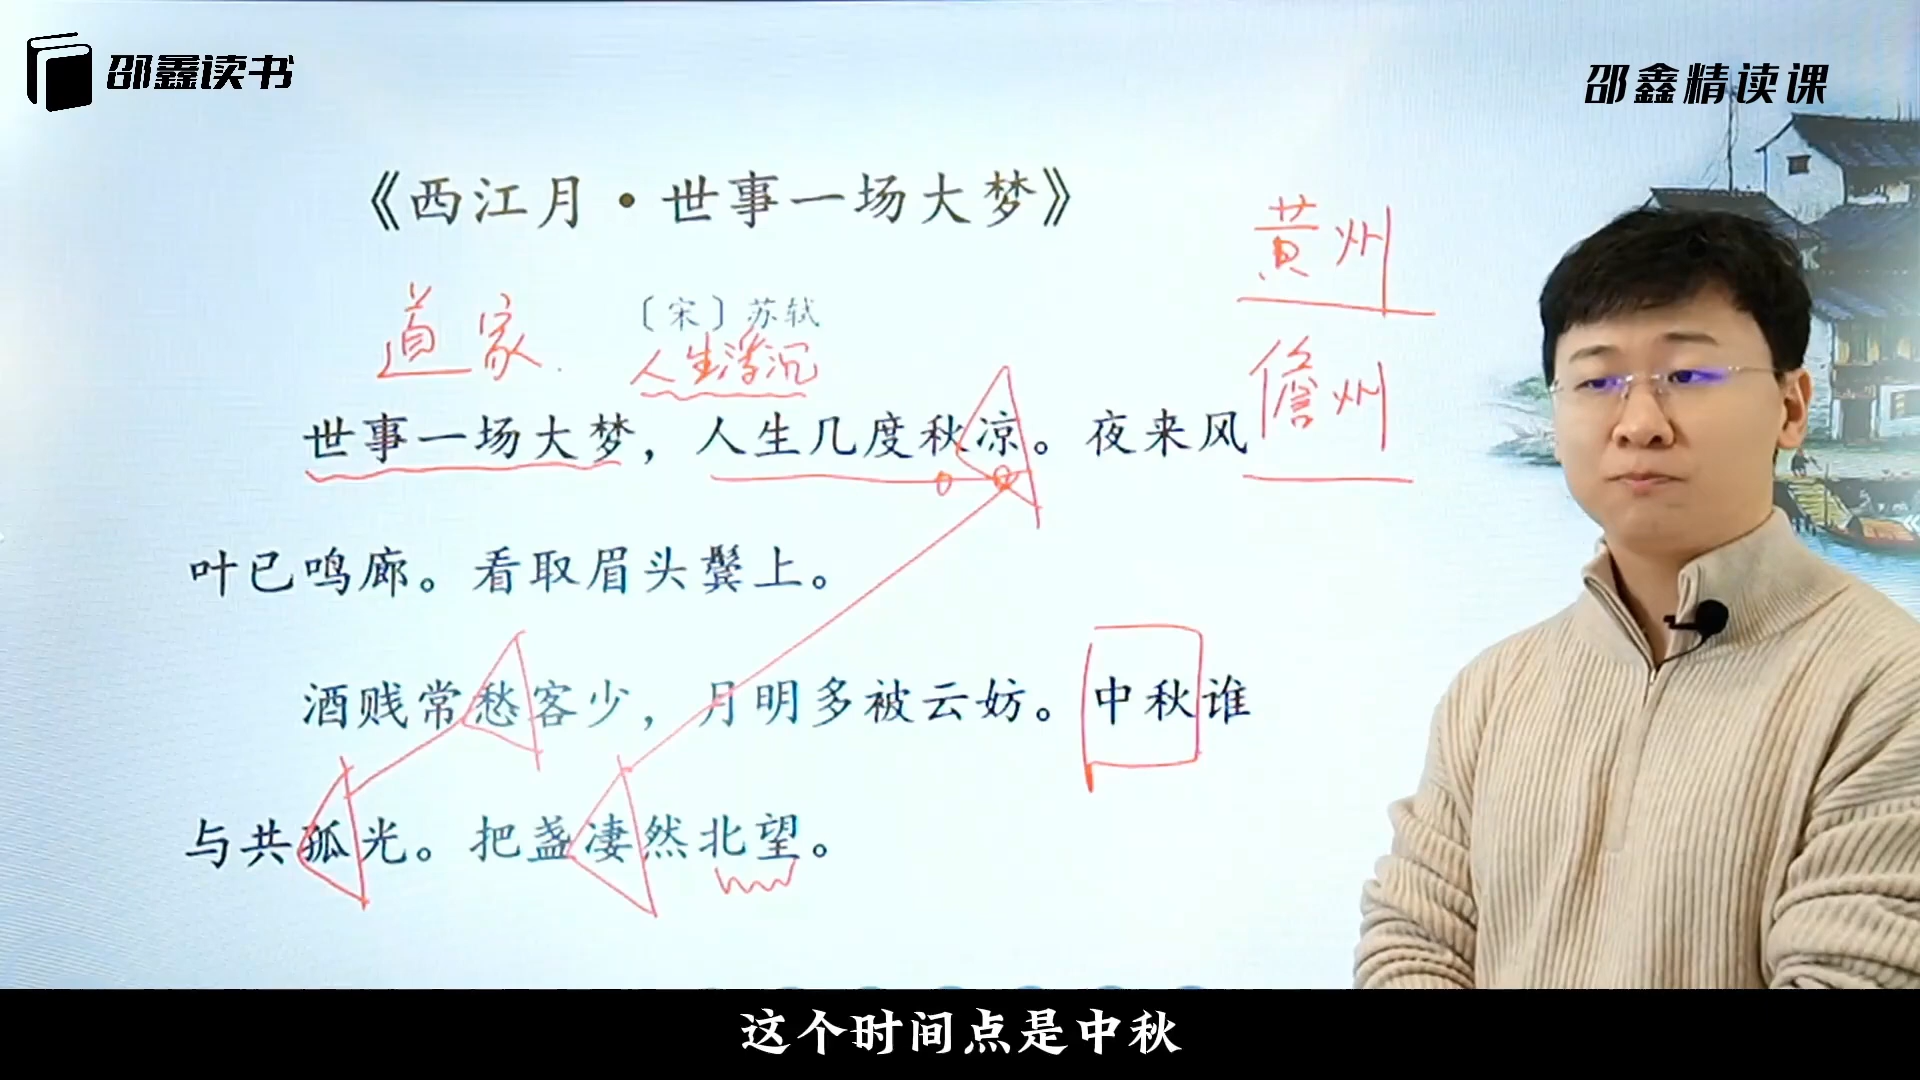 邵鑫读书
邵鑫精读课
《西江月·世事一场大梦》
黄州
道家
〔宋〕苏轼
人生浮沉
儋州
世事一场大梦，人生几度秋凉。夜来风
叶已鸣廊。看取眉头鬓上。
酒贱常愁客少，月明多被云妨。中秋谁
与共孤光。把盏凄然北望。
这个时间点是中秋